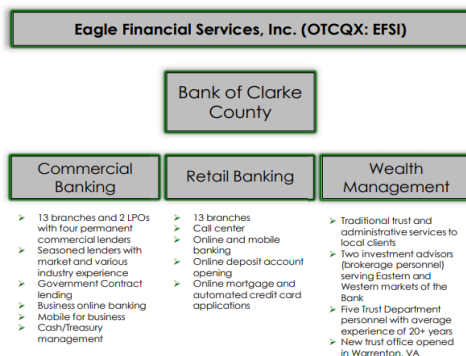 Eagle Financial Services, Inc. (OTCQX: EFSI)
Bank of Clarke
County
Commercial
Banking
13 branches and 2 LPOs
with four permanent
commercial lenders
Seasoned lenders with
market and various
industry experience
Government Contract
lending
Business online banking
Mobile for business
Cash/Treasury
management
Retail Banking
13 branches
Call center
Online and mobile
banking
Online deposit account
opening
Online mortgage and
automated credit card
applications
Wealth
Management
Traditional trust and
administrative services to
local clients
Two investment advisors
(brokerage personnel)
serving Eastern and
Western markets of the
Bank
Five Trust Department
personnel with average
experience of 20+ years
New trust office opened
in Warrenton, VA